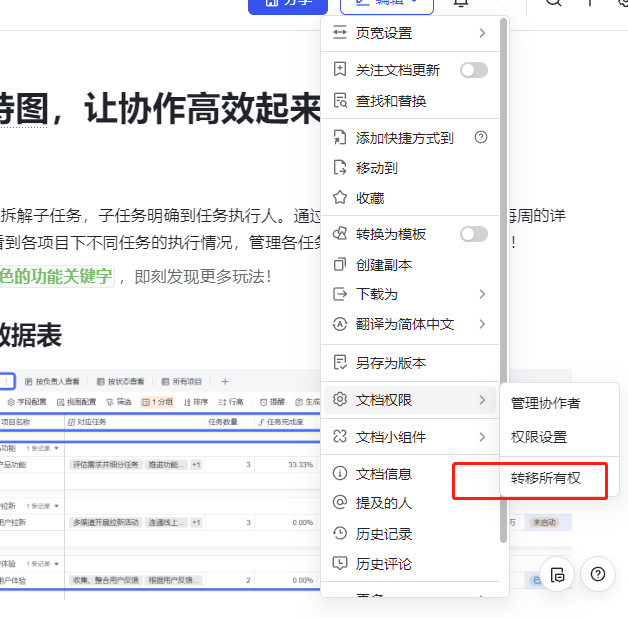 分享
编辑
特图，让协作高效起来
拆解子任务，子任务明确到任务执行人。通过
每周的详
看到各项目下不同任务的执行情况，管理各任务
！
色的功能关键字，即刻发现更多玩法！
数据表
按负责人查看
按状态查看
所有项目
字段配置
视图配置
筛选
1 分组
排序
行高
提醒
生成
项目名称
对应任务
任务数量
任务完成度
功能 1 条记录
产品功能
评估需求并细分任务
推进功能...
+1
3
33.33%
拉新 1 条记录
用户拉新
多渠道开展拉新活动
连通线上...
+1
3
0.00%
万
未启动
体验 1 条记录
用户体验
收集、整合用户反馈
根据用户反馈...
2
0.00%
已
页宽设置
关注文档更新
查找和替换
添加快捷方式到
移动到
收藏
转换为模板
创建副本
下载为
翻译为简体中文
另存为版本
文档权限
文档小组件
文档信息
提及的人
历史记录
历史评论
更多
管理协作者
权限设置
转移所有权